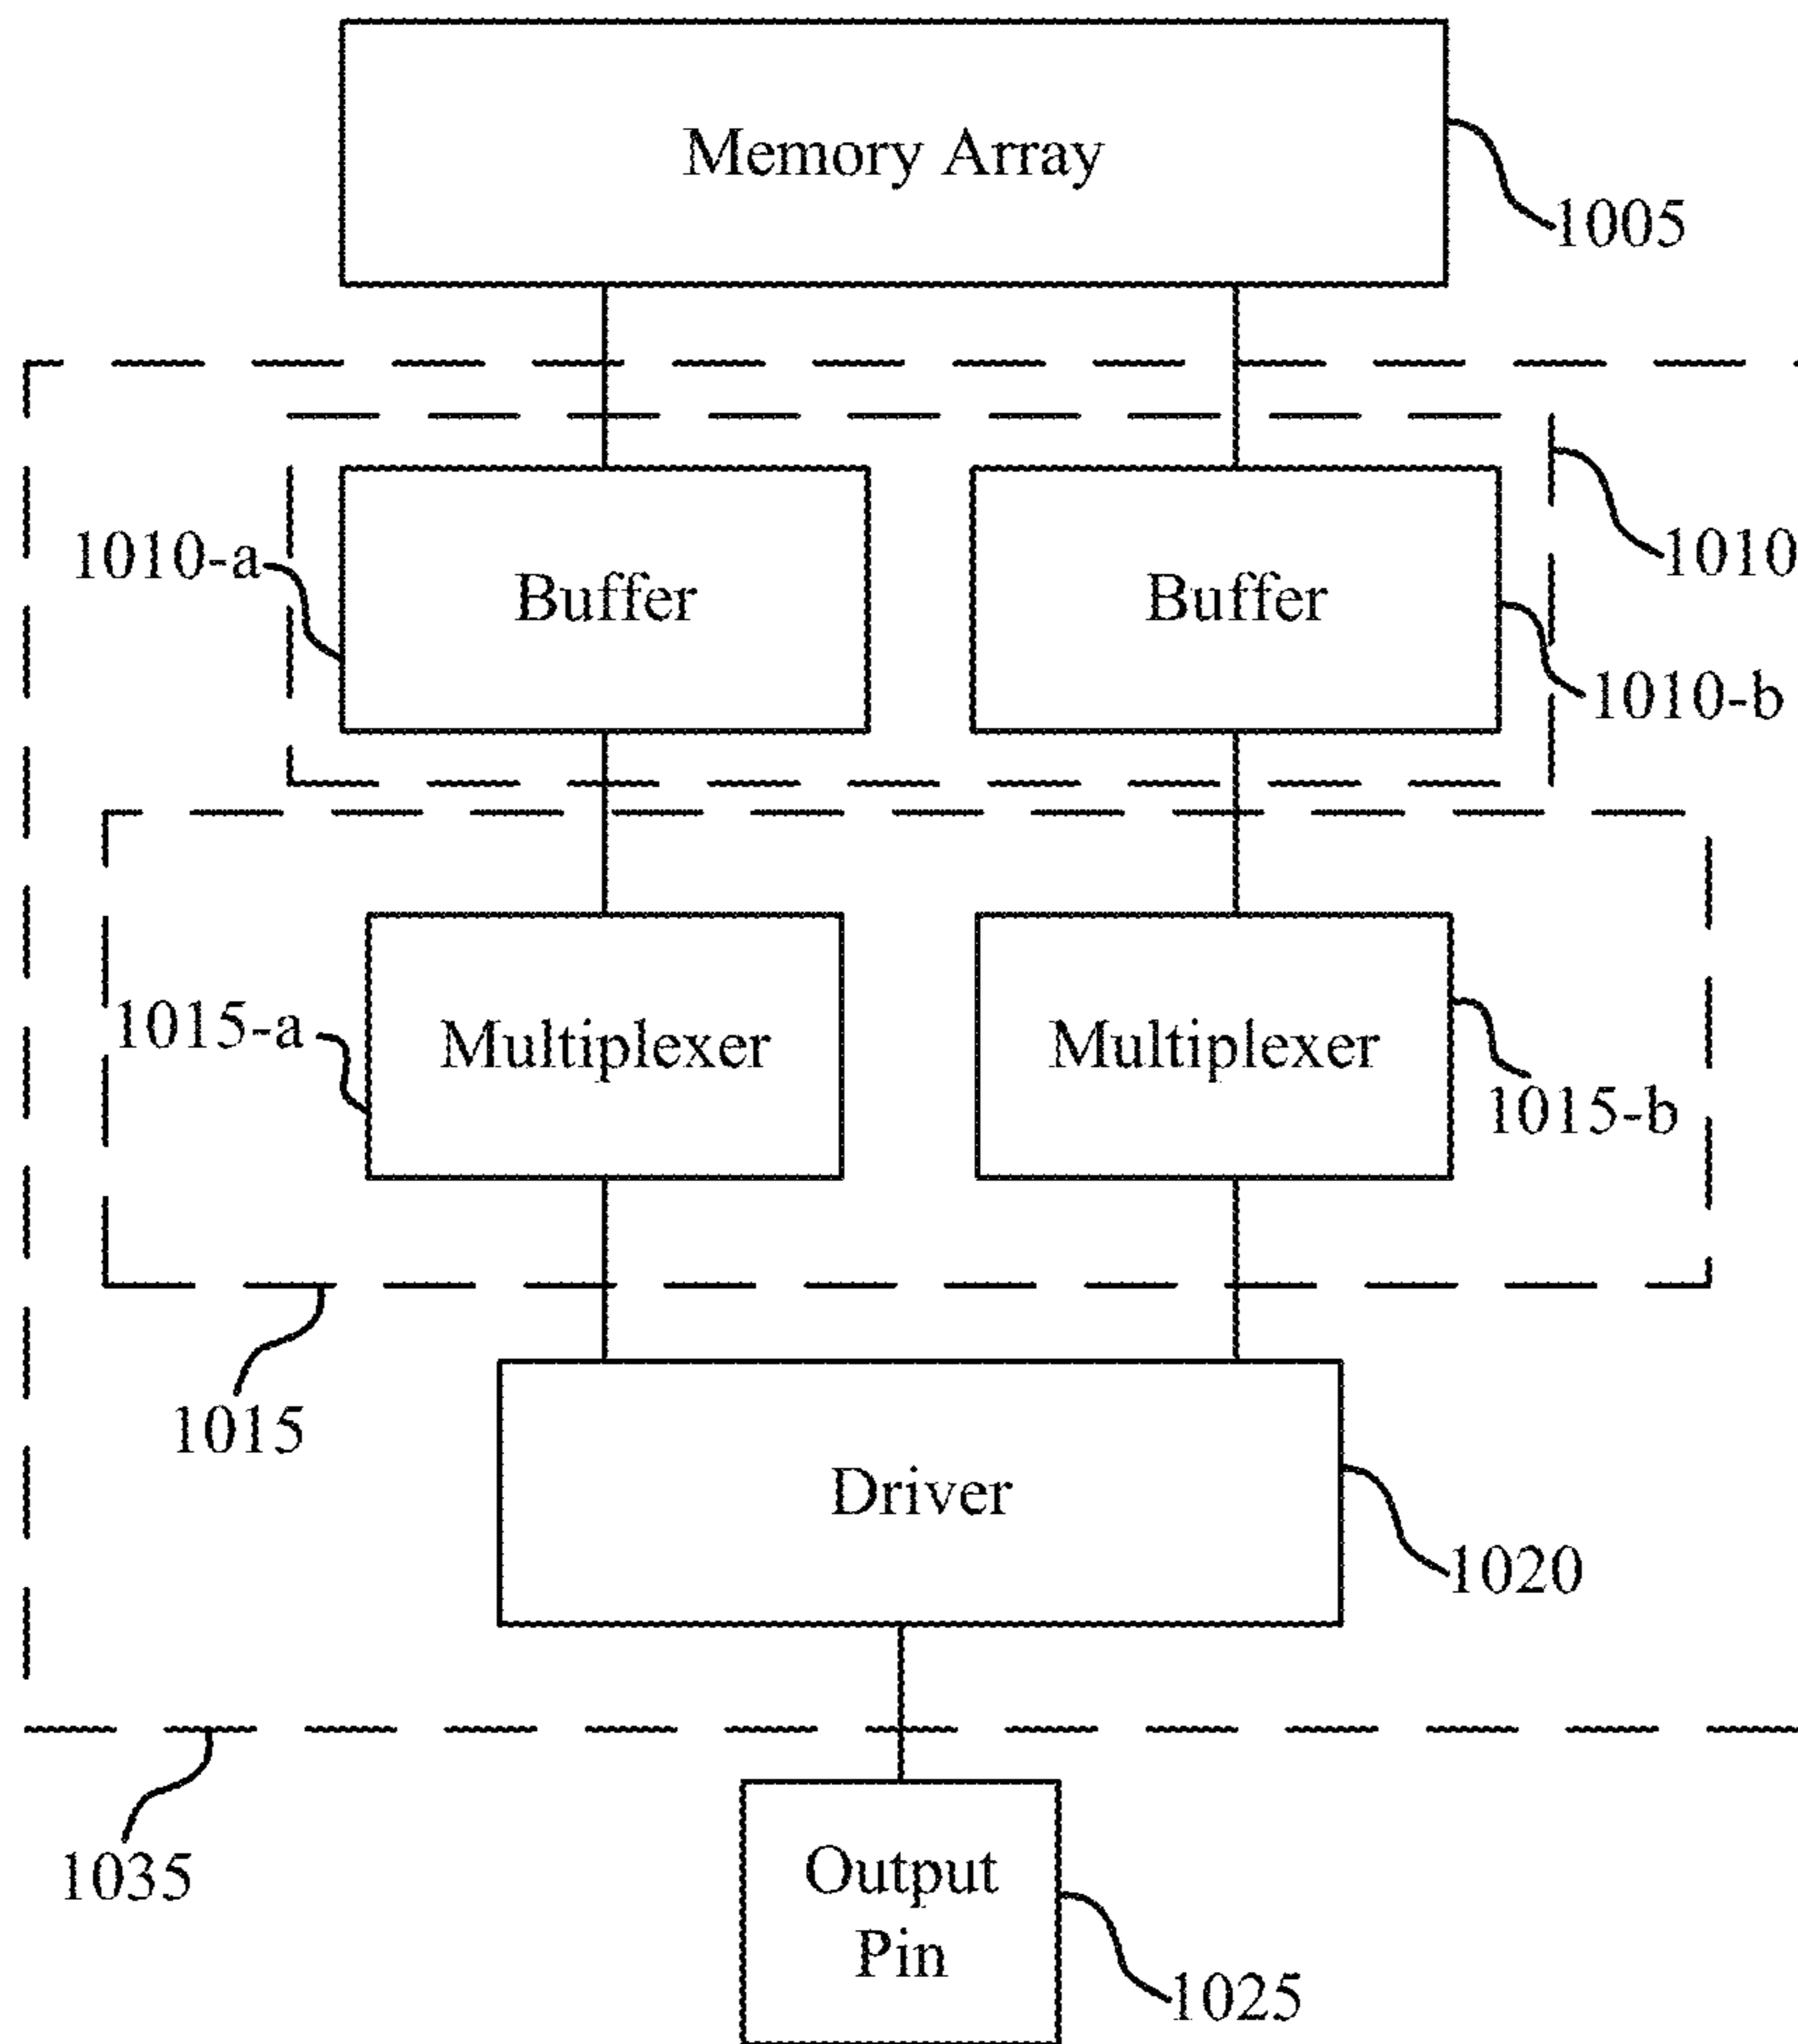 Memory Array
1005
1010-a
Buffer
Buffer
1010
1010-b
1015-a
Multiplexer
Multiplexer
1015-b
1015
Driver
1020
1035
Output
Pin
1025